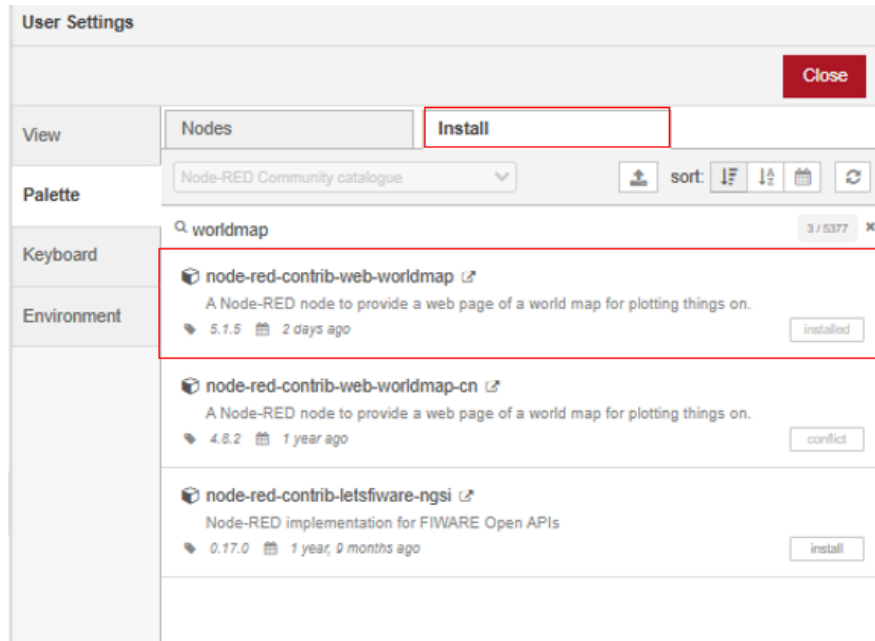 User Settings
Close
View
Palette
Keyboard
Environment
Nodes
Install
Node-RED Community catalogue
sort:
worldmap
3 / 5377
node-red-contrib-web-worldmap
A Node-RED node to provide a web page of a world map for plotting things on.
5.1.5 2 days ago
installed
node-red-contrib-web-worldmap-cn
A Node-RED node to provide a web page of a world map for plotting things on.
4.8.2 1 year ago
conflict
node-red-contrib-letsfiware-ngsi
Node-RED implementation for FIWARE Open APIs
0.17.0 1 year, 9 months ago
install